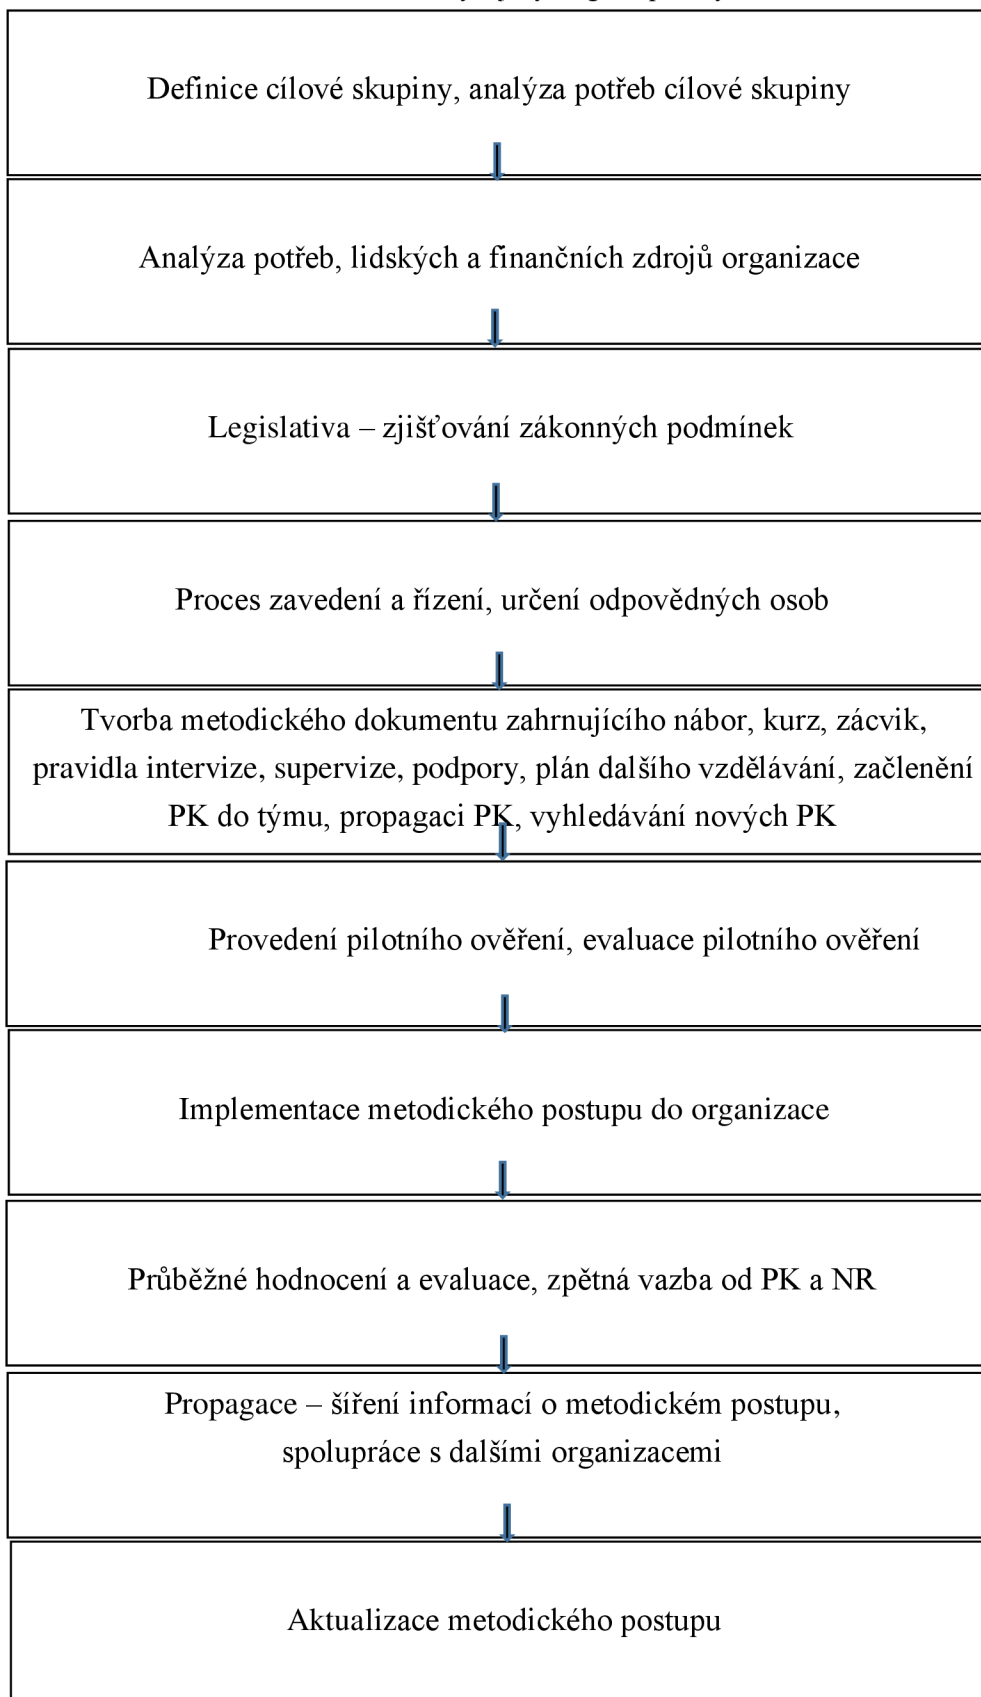 Definice cílové skupiny, analýza potřeb cílové skupiny
Analýza potřeb, lidských a finančních zdrojů organizace
Legislativa – zjišťování zákonných podmínek
Proces zavedení a řízení, určení odpovědných osob
Tvorba metodického dokumentu zahrnujícího nábor, kurz, zácvik,
pravidla intervize, supervize, podpory, plán dalšího vzdělávání, začlenění
PK do týmu, propagaci PK, vyhledávání nových PK
Provedení pilotního ověření, evaluace pilotního ověření
Implementace metodického postupu do organizace
Průběžné hodnocení a evaluace, zpětná vazba od PK a NR
Propagace – šíření informací o metodickém postupu,
spolupráce s dalšími organizacemi
Aktualizace metodického postupu